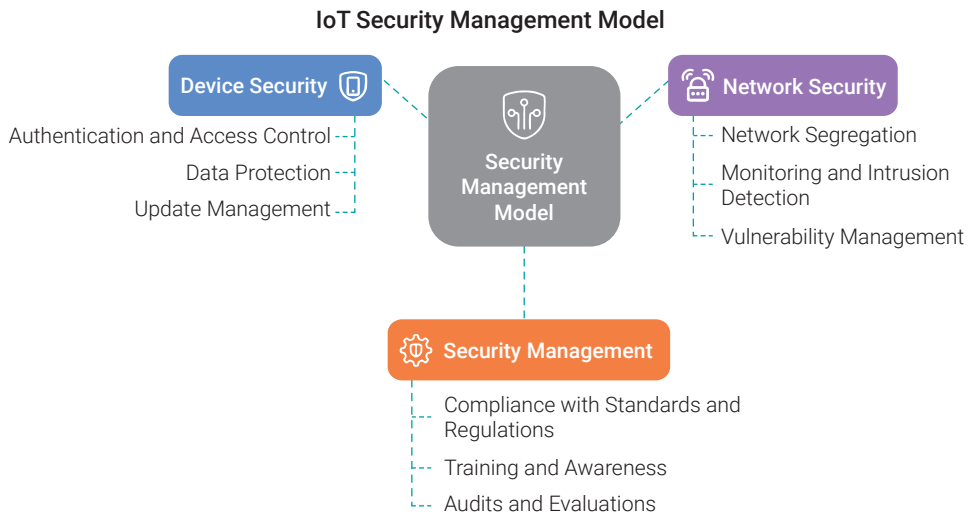 IoT Security Management Model
Device Security
Authentication and Access Control
Data Protection
Update Management
Security
Management
Model
Network Security
Network Segregation
Monitoring and Intrusion
Detection
Vulnerability Management
Security Management
Compliance with Standards and
Regulations
Training and Awareness
Audits and Evaluations